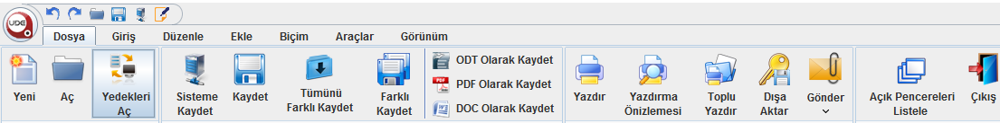 UDE
Dosya Giriş Düzenle Ekle Biçim Araçlar Görünüm
Yeni
Aç
Yedekleri
Aç
Sisteme
Kaydet
Kaydet
Tümünü
Farklı Kaydet
Farklı
Kaydet
ODT Olarak Kaydet
PDF Olarak Kaydet
DOC Olarak Kaydet
Yazdır
Yazdırma
Önizlemesi
Toplu
Yazdır
Dışa
Aktar
Gönder
Açık Pencereleri
Listele
Çıkış